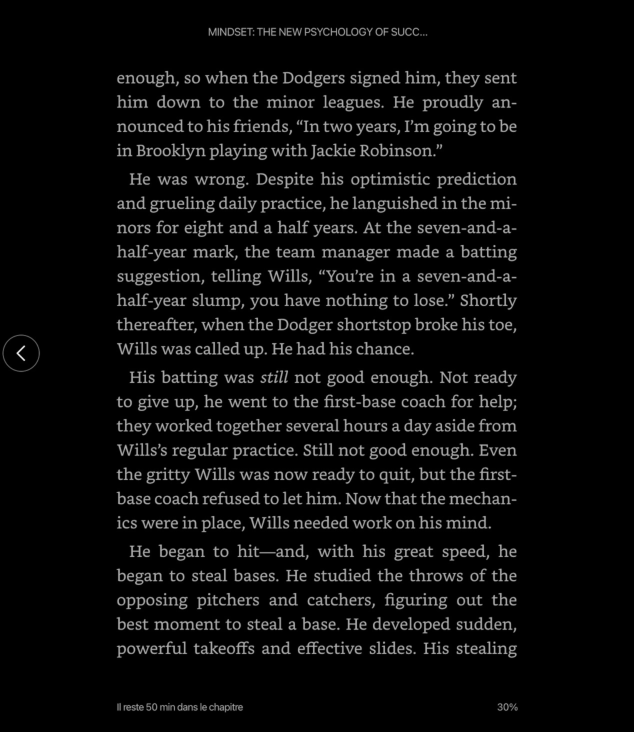 MINDSET: THE NEW PSYCHOLOGY OF SUCC...
enough, so when the Dodgers signed him, they sent
him down to the minor leagues. He proudly an-
nounced to his friends, “In two years, I’m going to be
in Brooklyn playing with Jackie Robinson.”
He was wrong. Despite his optimistic prediction
and grueling daily practice, he languished in the mi-
nors for eight and a half years. At the seven-and-a-
half-year mark, the team manager made a batting
suggestion, telling Wills, “You’re in a seven-and-a-
half-year slump, you have nothing to lose.” Shortly
thereafter, when the Dodger shortstop broke his toe,
Wills was called up. He had his chance.
His batting was still not good enough. Not ready
to give up, he went to the first-base coach for help;
they worked together several hours a day aside from
Wills’s regular practice. Still not good enough. Even
the gritty Wills was now ready to quit, but the first-
base coach refused to let him. Now that the mechan-
ics were in place, Wills needed work on his mind.
He began to hit—and, with his great speed, he
began to steal bases. He studied the throws of the
opposing pitchers and catchers, figuring out the
best moment to steal a base. He developed sudden,
powerful takeoffs and effective slides. His stealing
Il reste 50 min dans le chapitre
30%